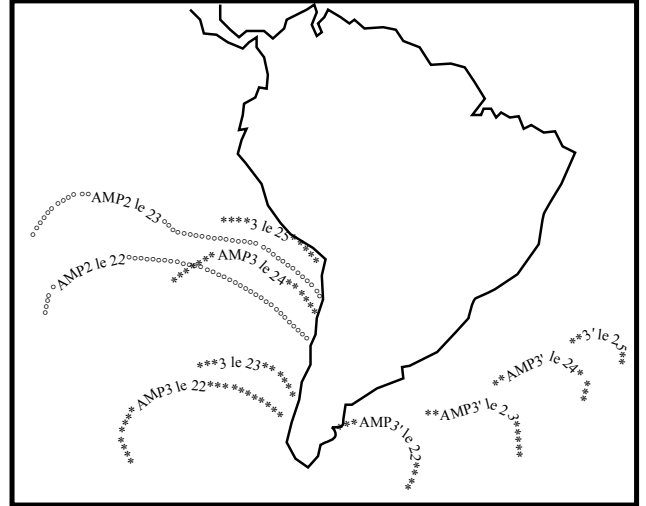 AMP2 le 23
3 le 25
AMP2 le 22
AMP3 le 24
3' le 25
3 le 23
AMP3' le 24
AMP3 le 22
AMP3' le 23
AMP3' le 22